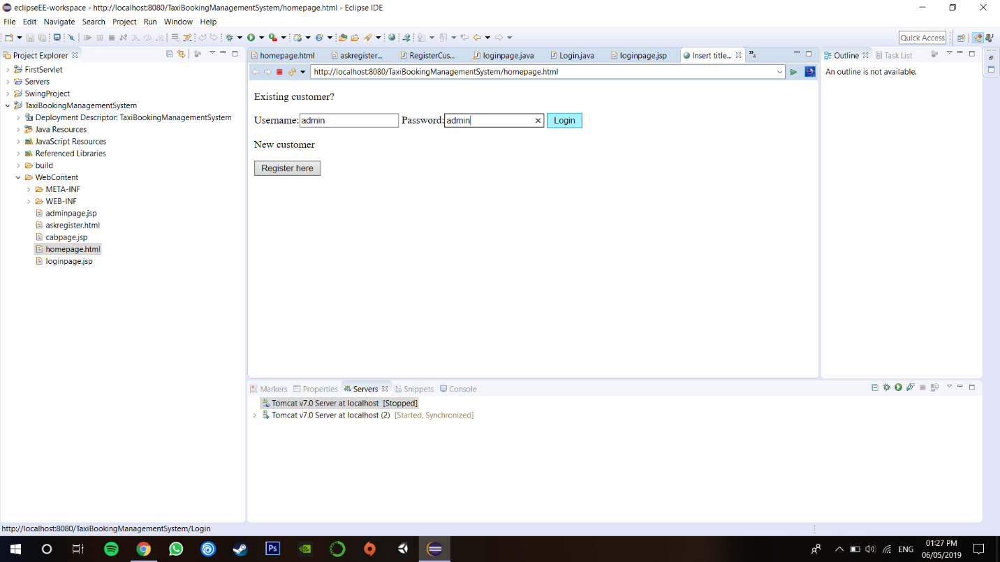 eclipseEE-workspace - http://localhost:8080/TaxiBookingManagementSystem/homepage.html - Eclipse IDE
File Edit Navigate Search Project Run Window Help
Quick Access
Project Explorer
FirstServlet
Servers
SwingProject
TaxiBookingManagementSystem
Deployment Descriptor: TaxiBookingManagementSystem
Java Resources
JavaScript Resources
Referenced Libraries
build
WebContent
META-INF
WEB-INF
adminpage.jsp
askregister.html
cabpage.jsp
homepage.html
loginpage.jsp
homepage.html askregister... RegisterCus... loginpage.java Login.java loginpage.jsp Insert title... »4
http://localhost:8080/TaxiBookingManagementSystem/homepage.html
Existing customer?
Username: admin Password: admin Login
New customer
Register here
Outline Task List
An outline is not available.
Markers Properties Servers Snippets Console
Tomcat v7.0 Server at localhost [Stopped]
Tomcat v7.0 Server at localhost (2) [Started, Synchronized]
http://localhost:8080/TaxiBookingManagementSystem/Login
Ps
ENG
01:27 PM
06/05/2019